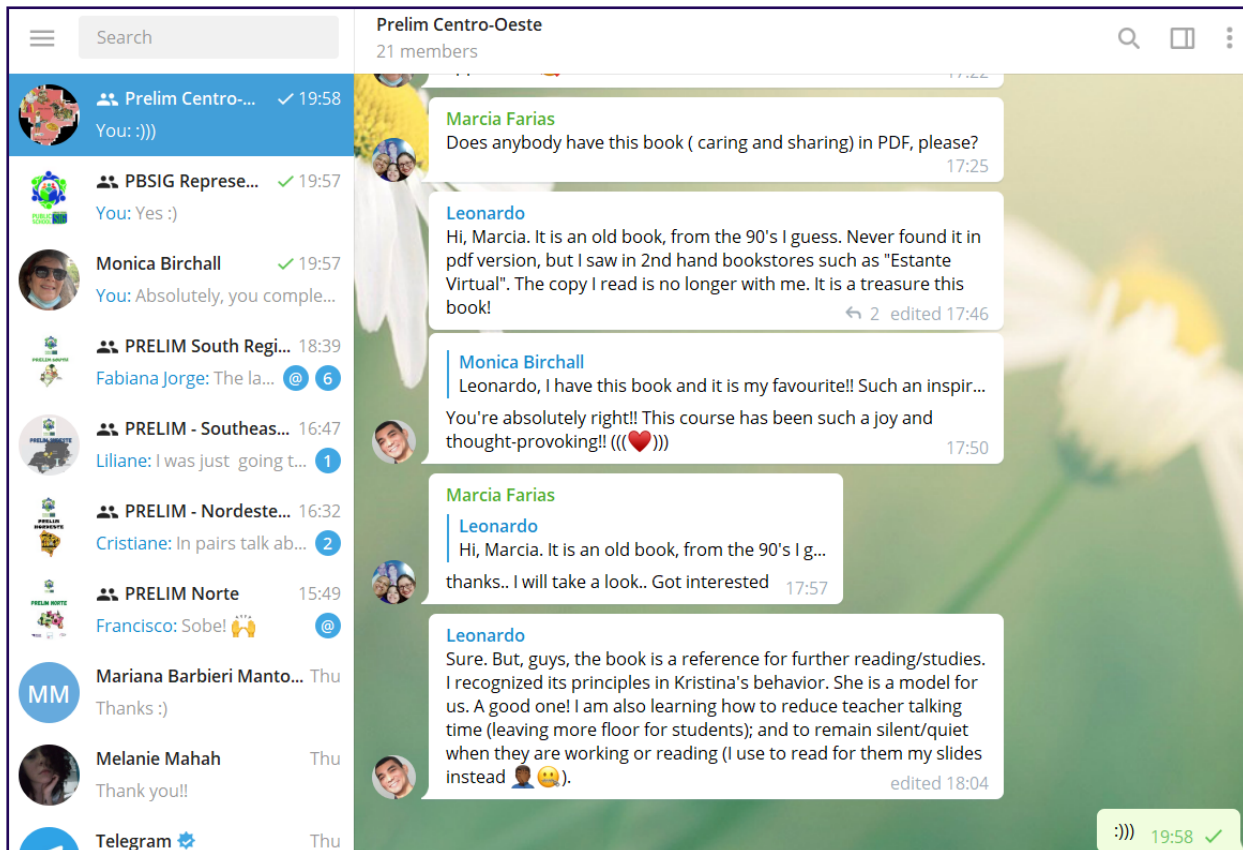 Search
Prelim Centro-... 19:58
You: :)))
PBSIG Represe... 19:57
You: Yes :)
Monica Birchall 19:57
You: Absolutely, you comple...
PRELIM South Regi... 18:39
Fabiana Jorge: The la... @ 6
PRELIM - Southeas... 16:47
Liliane: I was just going t... 1
PRELIM - Nordeste... 16:32
Cristiane: In pairs talk ab... 2
PRELIM Norte 15:49
Francisco: Sobe! 🙌 @
MM
Mariana Barbieri Manto... Thu
Thanks :)
Melanie Mahah Thu
Thank you!!
Telegram Thu
Prelim Centro-Oeste
21 members
17:22
Marcia Farias
Does anybody have this book ( caring and sharing) in PDF, please?
17:25
Leonardo
Hi, Marcia. It is an old book, from the 90's I guess. Never found it in
pdf version, but I saw in 2nd hand bookstores such as "Estante
Virtual". The copy I read is no longer with me. It is a treasure this
book!
2 edited 17:46
Monica Birchall
Leonardo, I have this book and it is my favourite!! Such an inspir...
You're absolutely right!! This course has been such a joy and
thought-provoking!! (((♥)))
17:50
Marcia Farias
Leonardo
Hi, Marcia. It is an old book, from the 90's I g...
thanks.. I will take a look.. Got interested 17:57
Leonardo
Sure. But, guys, the book is a reference for further reading/studies.
I recognized its principles in Kristina's behavior. She is a model for
us. A good one! I am also learning how to reduce teacher talking
time (leaving more floor for students); and to remain silent/quiet
when they are working or reading (I use to read for them my slides
instead 🤦🏾‍♂️🤐).
edited 18:04
:))) 19:58